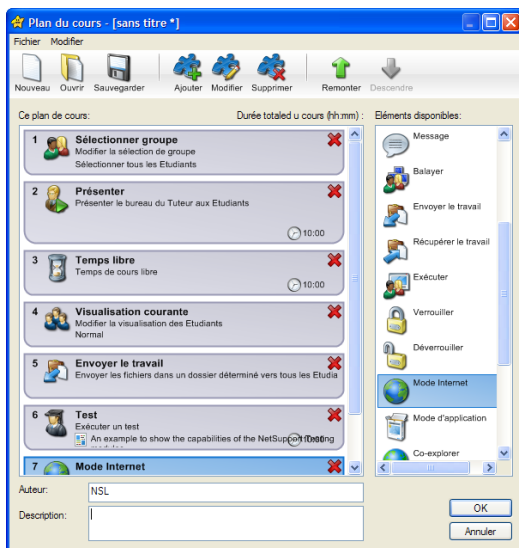 Plan du cours - [sans titre *]
Fichier Modifier
Nouveau Ouvrir Sauvegarder Ajouter Modifier Supprimer Remonter Descendre
Ce plan de cours: Durée totaled u cours (hh:mm) : Eléments disponibles:
1 Sélectionner groupe
Modifier la sélection de groupe
Sélectionner tous les Etudiants
2 Présenter
Présenter le bureau du Tuteur aux Etudiants
10:00
3 Temps libre
Temps de cours libre
10:00
4 Visualisation courante
Modifier la visualisation des Etudiants
Normal
5 Envoyer le travail
Envoyer les fichiers dans un dossier déterminé vers tous les Etudia
6 Test
Exécuter un test
An example to show the capabilities of the NetSupport Testing
7 Mode Internet
Message
Balayer
Envoyer le travail
Récupérer le travail
Exécuter
Verrouiller
Déverrouiller
Mode Internet
Mode d'application
Co-explorer
Auteur: NSL
Description:
OK
Annuler